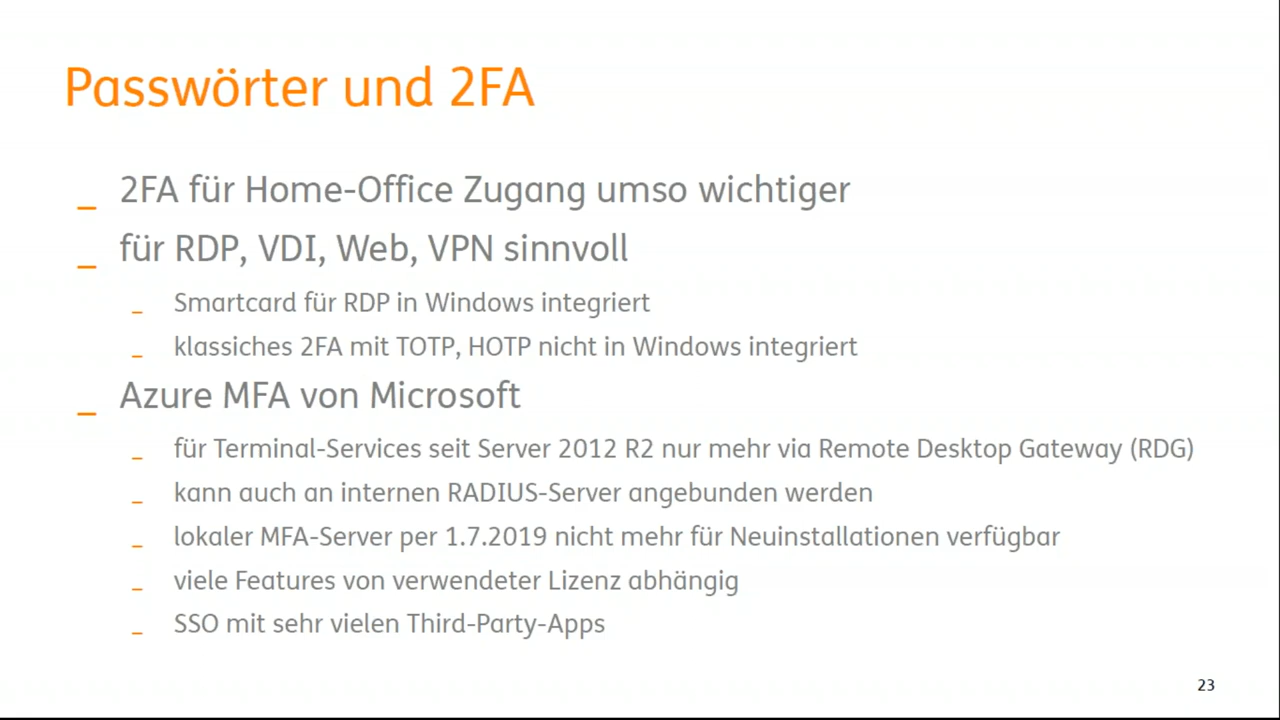 Passwörter und 2FA
_ 2FA für Home-Office Zugang umso wichtiger
_ für RDP, VDI, Web, VPN sinnvoll
_ Smartcard für RDP in Windows integriert
_ klassiches 2FA mit TOTP, HOTP nicht in Windows integriert
_ Azure MFA von Microsoft
_ für Terminal-Services seit Server 2012 R2 nur mehr via Remote Desktop Gateway (RDG)
_ kann auch an internen RADIUS-Server angebunden werden
_ lokaler MFA-Server per 1.7.2019 nicht mehr für Neuinstallationen verfügbar
_ viele Features von verwendeter Lizenz abhängig
_ SSO mit sehr vielen Third-Party-Apps
23